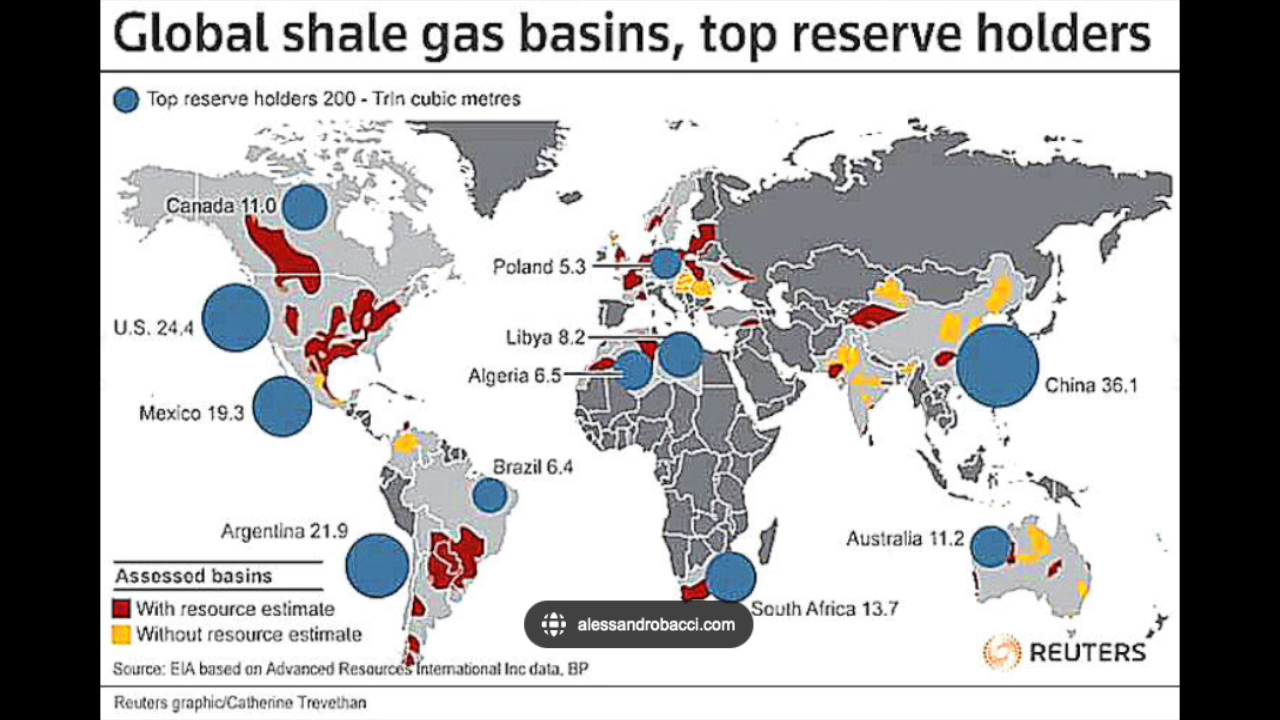 Global shale gas basins, top reserve holders
Top reserve holders 200 - Trln cubic metres
Canada 11.0
Poland 5.3
U.S. 24.4
Libya 8.2
Algeria 6.5
China 36.1
Mexico 19.3
Brazil 6.4
Argentina 21.9
Australia 11.2
South Africa 13.7
Assessed basins
With resource estimate
Without resource estimate
alessandrobacci.com
REUTERS
Source: EIA based on Advanced Resources International Inc data, BP
Reuters graphic/Catherine Trevethan